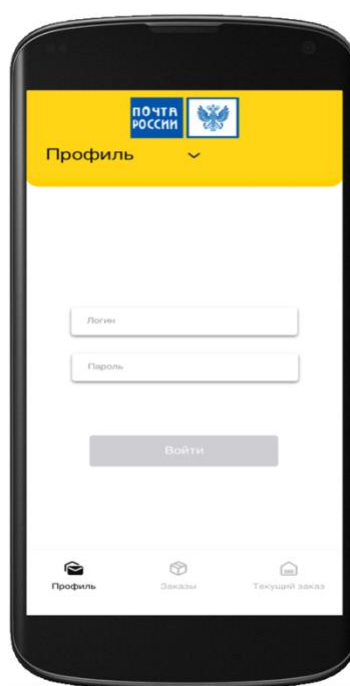 ПОЧТА
РОССИИ
Профиль
Логин
Пароль
Войти
Профиль
Заказы
Текущий заказ